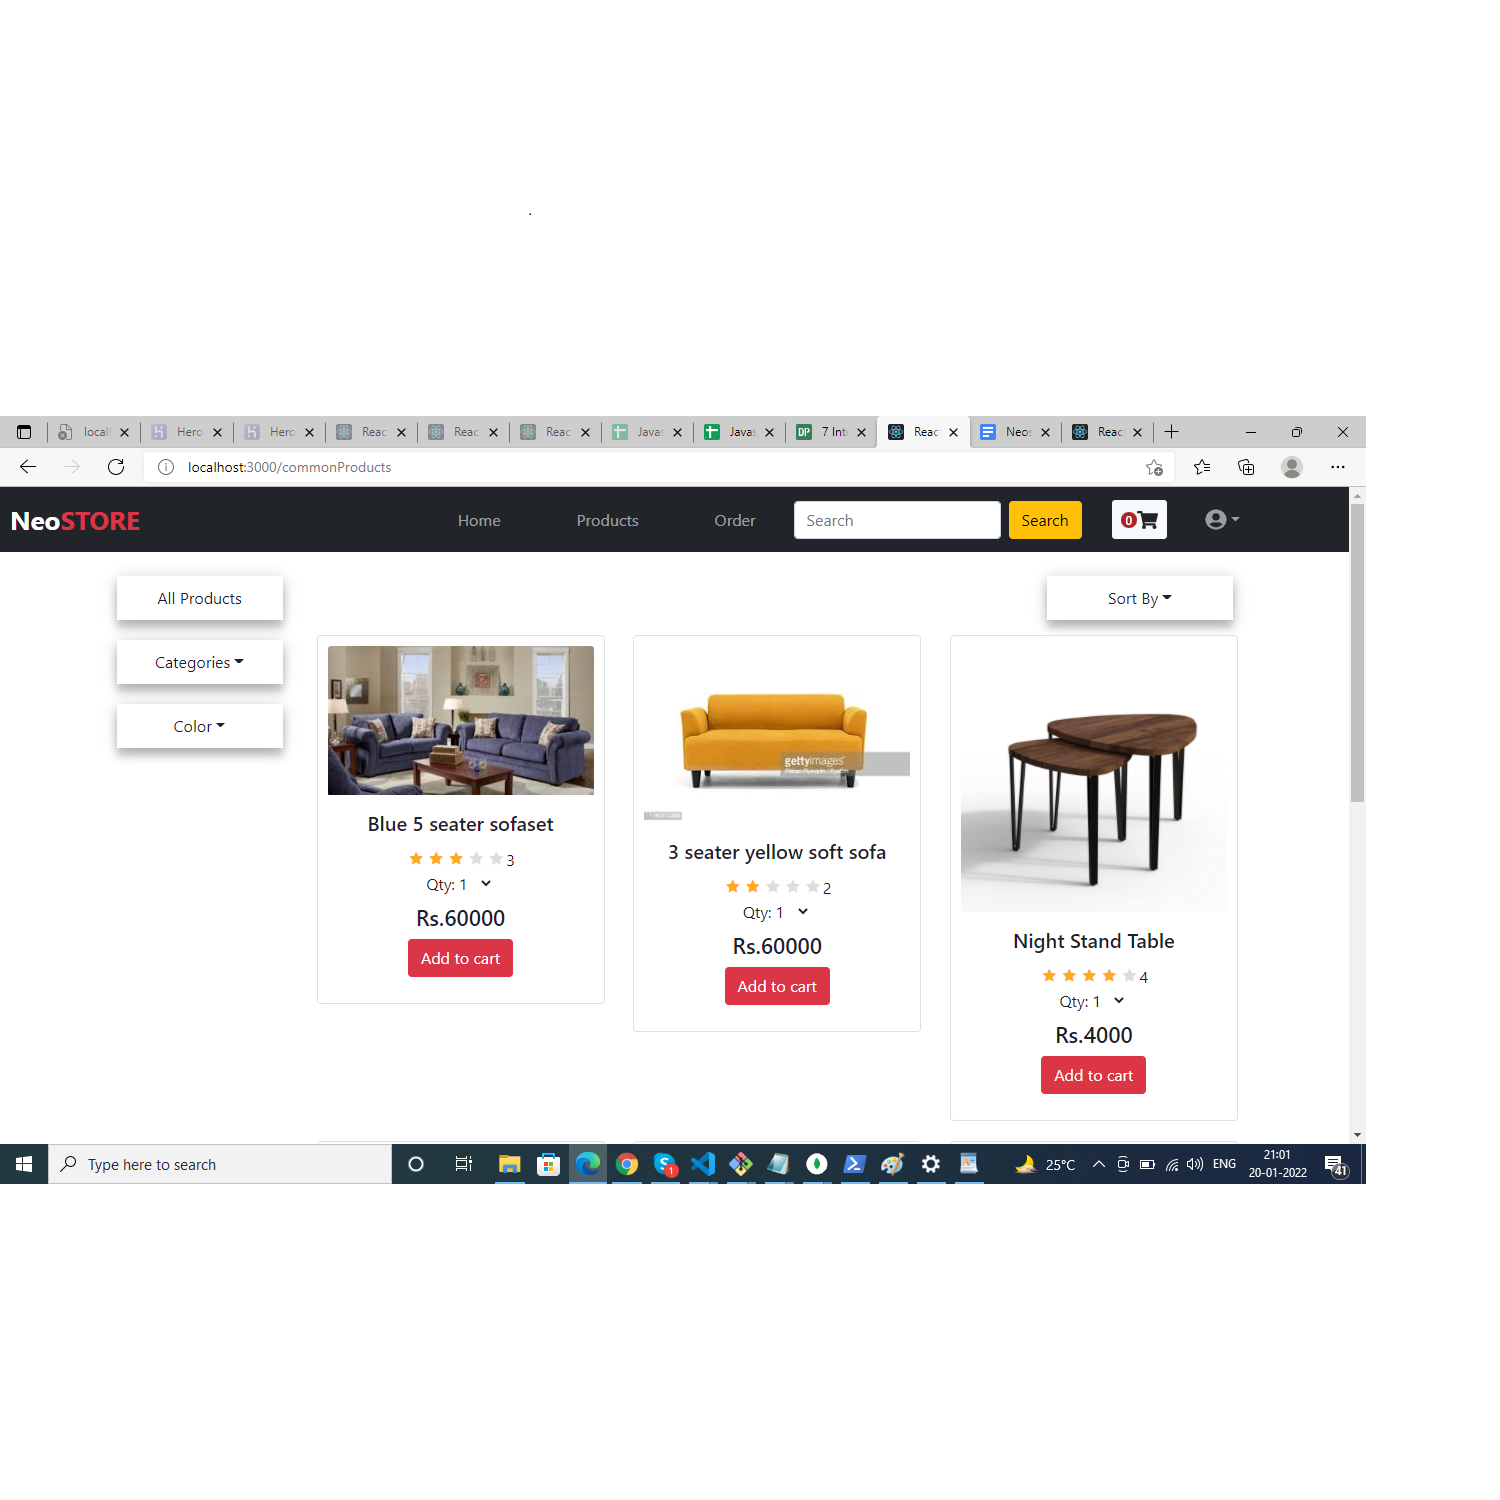 .
locall
Hero
Hero
Reac
Reac
Reac
Javas
Javas
DP
7 Inte
Reac
Neos
Reac
localhost:3000/commonProducts
NeoSTORE
Home
Products
Order
Search
Search
0
All Products
Sort By
Categories
Color
gettyimages
Blue 5 seater sofaset
3
Qty: 1
Rs.60000
Add to cart
3 seater yellow soft sofa
2
Qty: 1
Rs.60000
Add to cart
Night Stand Table
4
Qty: 1
Rs.4000
Add to cart
Type here to search
1
25°C
ENG
21:01
20-01-2022
41